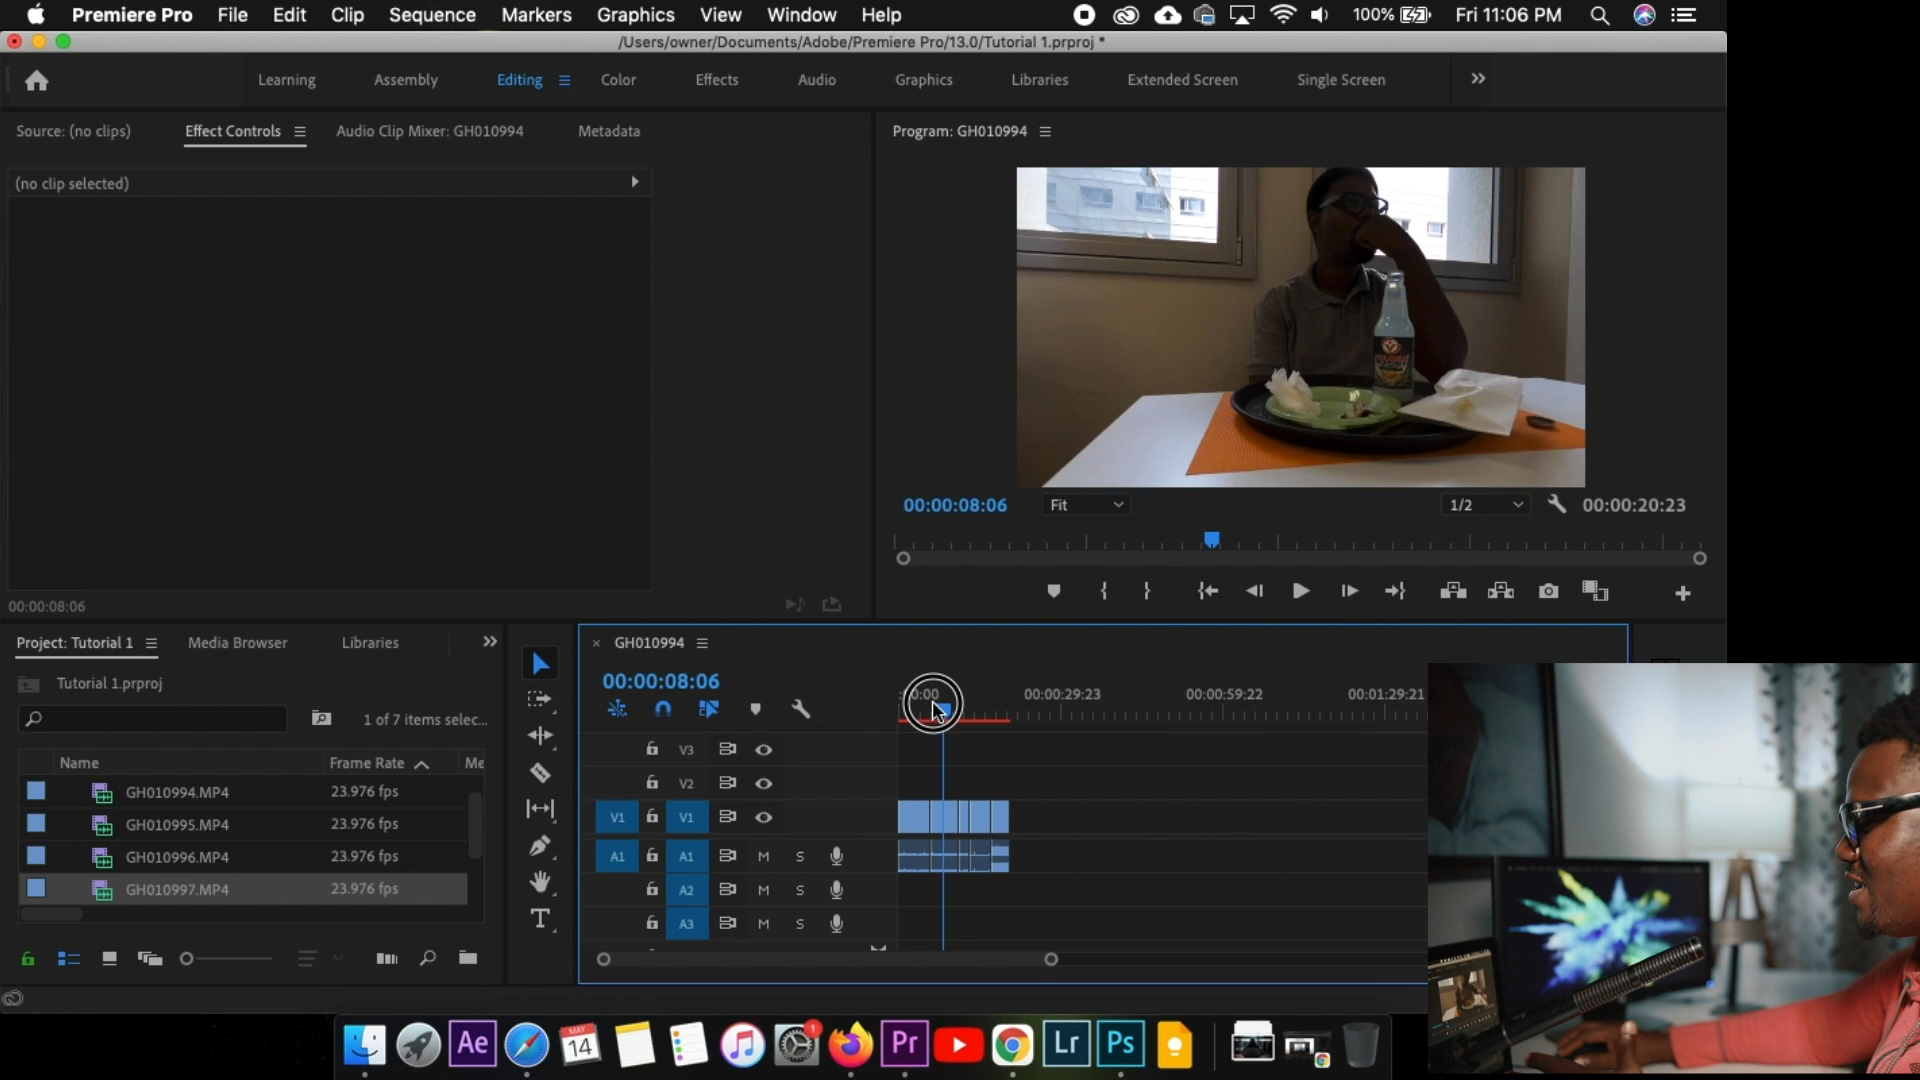 Premiere Pro File Edit Clip Sequence Markers Graphics View Window Help 100% Fri 11:06 PM
/Users/owner/Documents/Adobe/Premiere Pro/13.0/Tutorial 1.prproj *
Learning Assembly Editing Color Effects Audio Graphics Libraries Extended Screen Single Screen
Source: (no clips) Effect Controls Audio Clip Mixer: GH010994 Metadata
Program: GH010994
(no clip selected)
00:00:08:06 Fit 1/2 00:00:20:23
00:00:08:06
Project: Tutorial 1 Media Browser Libraries
GH010994
Tutorial 1.prproj
00:00:08:06
:00:00 00:00:29:23 00:00:59:22 00:01:29:21
1 of 7 items selec...
Name Frame Rate Me
V3
V2
GH010994.MP4 23.976 fps
V1 V1
GH010995.MP4 23.976 fps
A1 A1 M S
GH010996.MP4 23.976 fps
A2 M S
GH010997.MP4 23.976 fps
A3 M S
T
Ae MAY 14 1 Pr Lr Ps